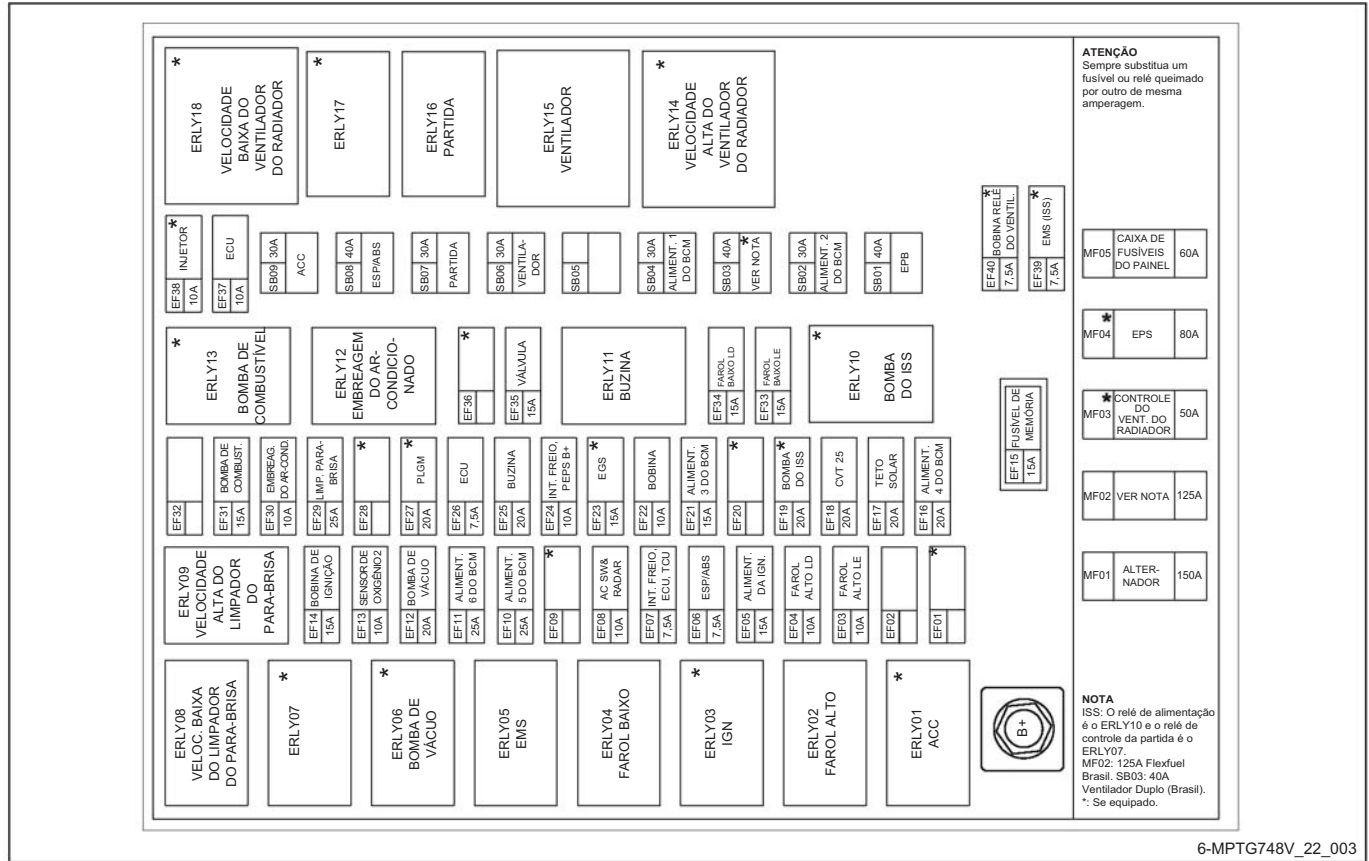 *
ERLY18
VELOCIDADE
BAIXA DO
VENTILADOR
DO RADIADOR
*
ERLY17
ERLY16
PARTIDA
ERLY15
VENTILADOR
*
ERLY14
VELOCIDADE
ALTA DO
VENTILADOR
DO RADIADOR
*
EF38 INJETOR
10A
EF37 ECU
10A
SB09 30A
ACC
SB08 40A
ESP/ABS
SB07 30A
PARTIDA
SB06 30A
VENTILA-
DOR
SB05
SB04 30A
ALIMENT. 1
DO BCM
SB03 40A
*
VER NOTA
SB02 30A
ALIMENT. 2
DO BCM
SB01 40A
EPB
*
EF40 BOBINA RELÉ
7,5A DO VENTIL.
*
EF39 EMS (ISS)
7,5A
*
ERLY13
BOMBA DE
COMBUSTÍVEL
ERLY12
EMBREAGEM
DO AR-
CONDICIO-
NADO
*
EF36
EF35 VÁLVULA
15A
ERLY11
BUZINA
EF34 FAROL
15A BAIXO LD
EF33 FAROL
15A BAIXO LE
*
ERLY10
BOMBA
DO ISS
EF32
EF31 BOMBA DE
15A COMBUST.
EF30 EMBREAG.
10A DO AR-COND.
EF29 LIMP. PARA-
25A BRISA
*
EF28
*
EF27 PLGM
20A
EF26 ECU
7,5A
EF25 BUZINA
20A
EF24 INT. FREIO,
10A PEPS B+
*
EF23 EGS
15A
EF22 BOBINA
10A
EF21 ALIMENT.
15A 3 DO BCM
*
EF20
*
EF19 BOMBA
20A DO ISS
EF18 CVT 25
20A
EF17 TETO
20A SOLAR
EF16 ALIMENT.
20A 4 DO BCM
EF15 FUSÍVEL DE
15A MEMÓRIA
ERLY09
VELOCIDADE
ALTA DO
LIMPADOR
DO
PARA-BRISA
EF14 BOBINA DE
15A IGNIÇÃO
EF13 SENSOR DE
10A OXIGÊNIO2
EF12 BOMBA DE
20A VÁCUO
EF11 ALIMENT.
25A 6 DO BCM
EF10 ALIMENT.
25A 5 DO BCM
*
EF09
EF08 AC SW&
10A RADAR
EF07 INT. FREIO,
7,5A ECU, TCU
EF06 ESP/ABS
7,5A
EF05 ALIMENT.
15A DA IGN.
EF04 FAROL
10A ALTO LD
EF03 FAROL
10A ALTO LE
EF02
*
EF01
ERLY08
VELOC. BAIXA
DO LIMPADOR
DO PARA-BRISA
*
ERLY07
*
ERLY06
BOMBA DE
VÁCUO
ERLY05
EMS
ERLY04
FAROL BAIXO
*
ERLY03
IGN
ERLY02
FAROL ALTO
*
ERLY01
ACC
B+
ATENÇÃO
Sempre substitua um
fusível ou relé queimado
por outro de mesma
amperagem.
MF05 CAIXA DE
FUSÍVEIS
DO PAINEL 60A
*
MF04 EPS 80A
*
MF03 CONTROLE
DO
VENT. DO
RADIADOR 50A
MF02 VER NOTA 125A
MF01 ALTER-
NADOR 150A
NOTA
ISS: O relé de alimentação
é o ERLY10 e o relé de
controle da partida é o
ERLY07.
MF02: 125A Flexfuel
Brasil. SB03: 40A
Ventilador Duplo (Brasil).
*: Se equipado.
6-MPTG748V_22_003